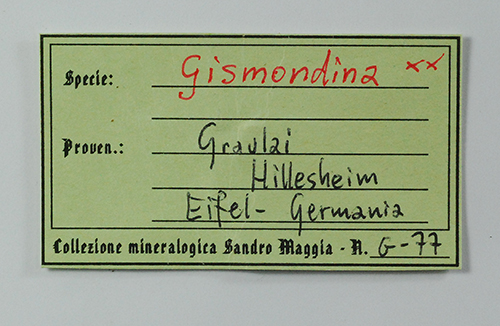 Specie: Gismondina xx
Proven.: Graulai
Hillesheim
Eifel - Germania
Collezione mineralogica Sandro Maggia - N. G-77